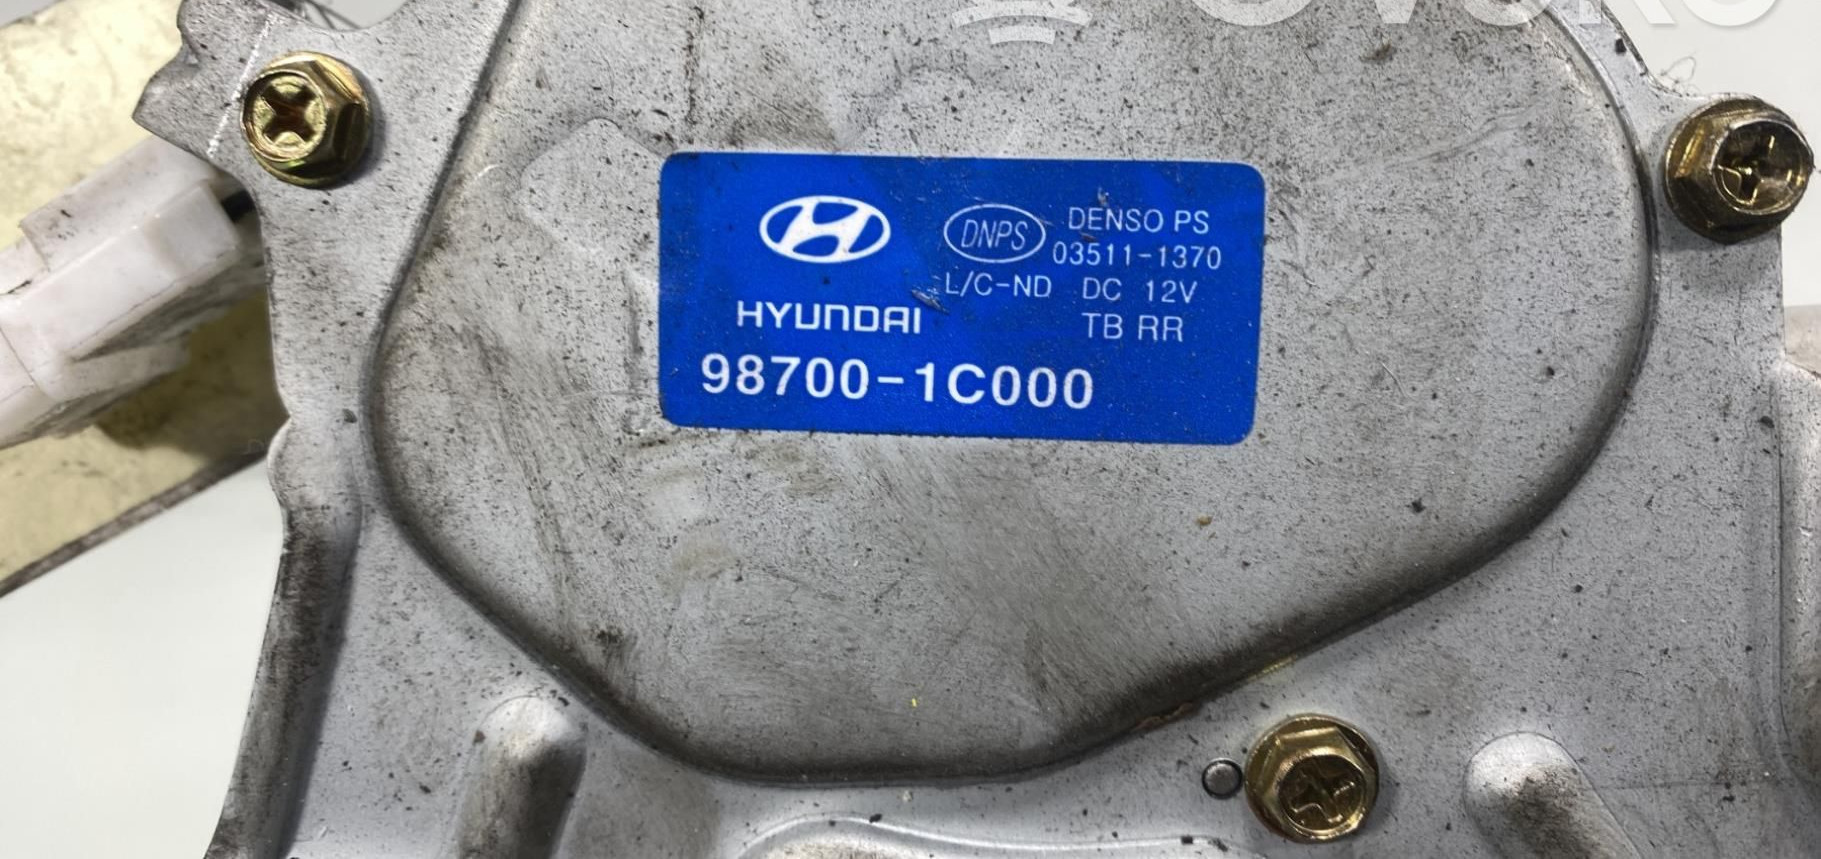 DNPS DENSO PS
03511-1370
L/C-ND DC 12V
HYUNDAI TB RR
98700-1C000